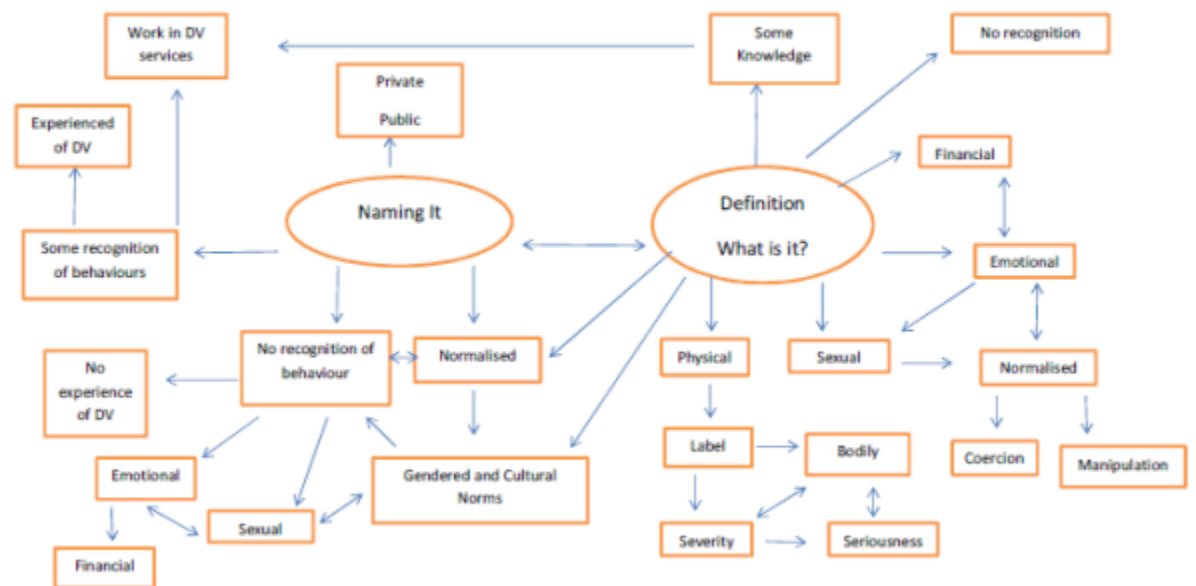 Work in DV
services
Some
Knowledge
No recognition
Private
Public
Experienced
of DV
Financial
Naming It
Definition
What is it?
Some recognition
of behaviours
Emotional
No recognition of
behaviour
Normalised
Physical
Sexual
Normalised
No
experience
of DV
Label
Bodily
Coercion
Manipulation
Emotional
Gendered and Cultural
Norms
Sexual
Severity
Seriousness
Financial